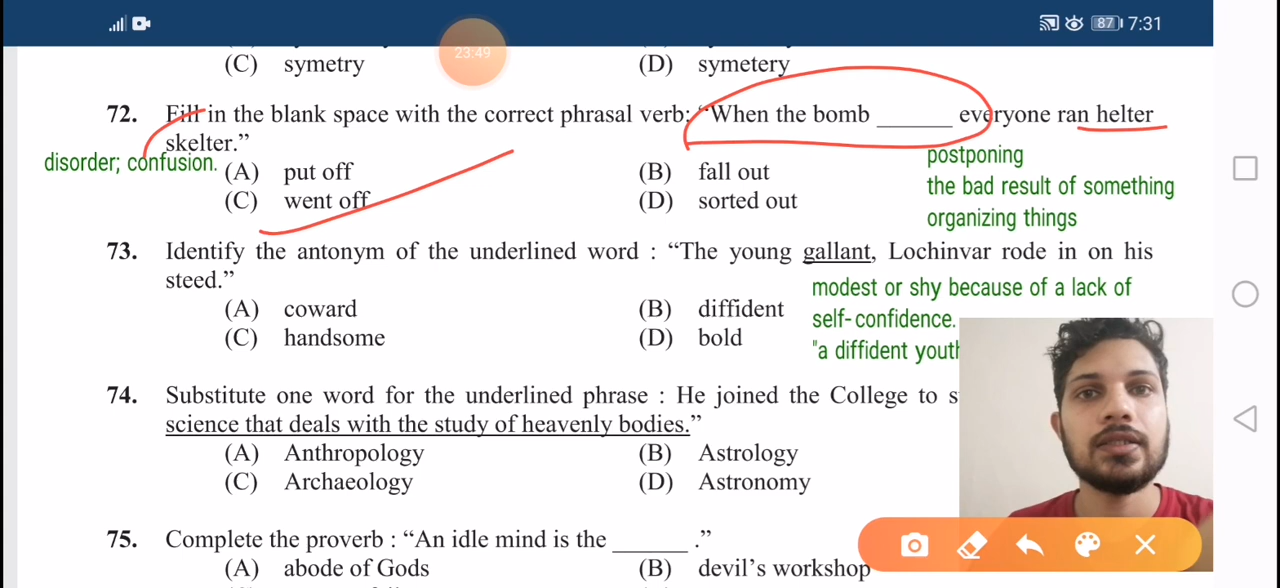 87 7:31
23:49
(C) symetry (D) symetery
72. Fill in the blank space with the correct phrasal verb: “When the bomb ______ everyone ran helter
skelter.”
disorder; confusion.
(A) put off (B) fall out
(C) went off (D) sorted out
postponing
the bad result of something
organizing things
73. Identify the antonym of the underlined word : “The young gallant, Lochinvar rode in on his
steed.”
(A) coward (B) diffident
(C) handsome (D) bold
modest or shy because of a lack of
self-confidence.
"a diffident youth
74. Substitute one word for the underlined phrase : He joined the College to s
science that deals with the study of heavenly bodies.”
(A) Anthropology (B) Astrology
(C) Archaeology (D) Astronomy
75. Complete the proverb : “An idle mind is the ______ .”
(A) abode of Gods (B) devil’s workshop